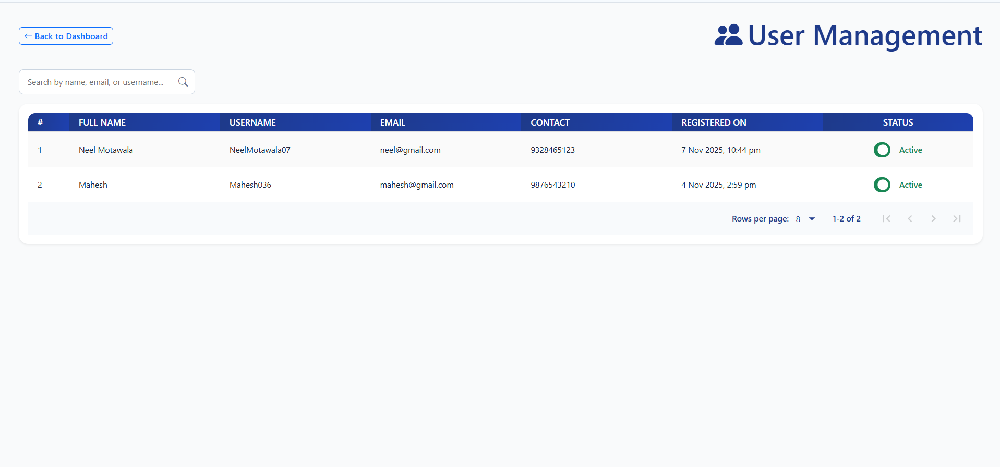 Back to Dashboard
User Management
Search by name, email, or username...
# FULL NAME USERNAME EMAIL CONTACT REGISTERED ON STATUS
1 Neel Motawala NeelMotawala07 neel@gmail.com 9328465123 7 Nov 2025, 10:44 pm Active
2 Mahesh Mahesh036 mahesh@gmail.com 9876543210 4 Nov 2025, 2:59 pm Active
Rows per page: 8 1-2 of 2